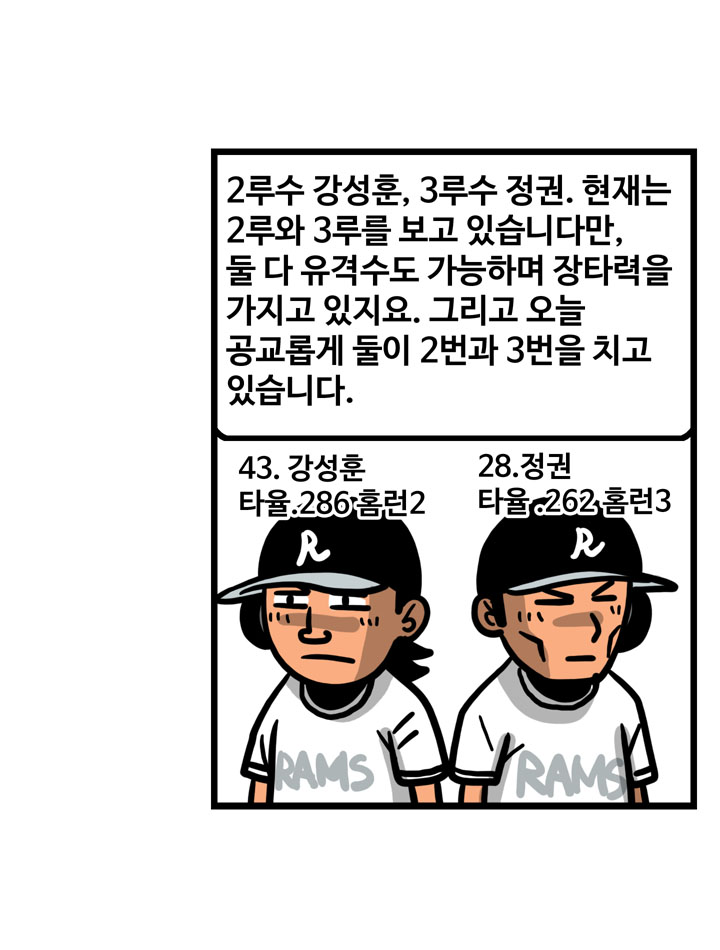 2루수 강성훈, 3루수 정권. 현재는
2루와 3루를 보고 있습니다만,
둘 다 유격수도 가능하며 장타력을
가지고 있지요. 그리고 오늘
공교롭게 둘이 2번과 3번을 치고
있습니다.
43. 강성훈
타율.286 홈런2
28.정권
타율 .262 홈런3
R
R
RAMS
RAMS